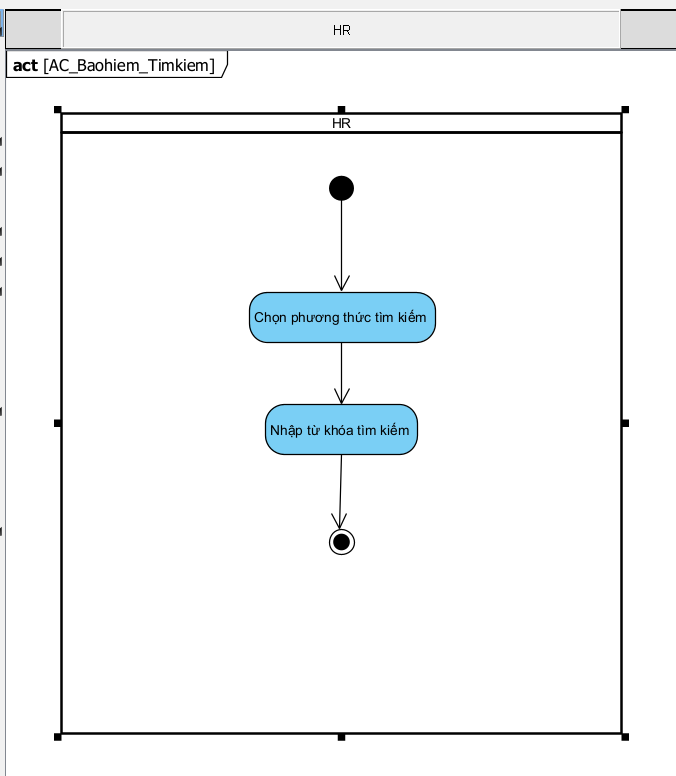 HR
act [AC_Baohiem_Timkiem]
HR
Chọn phương thức tìm kiếm
Nhập từ khóa tìm kiếm